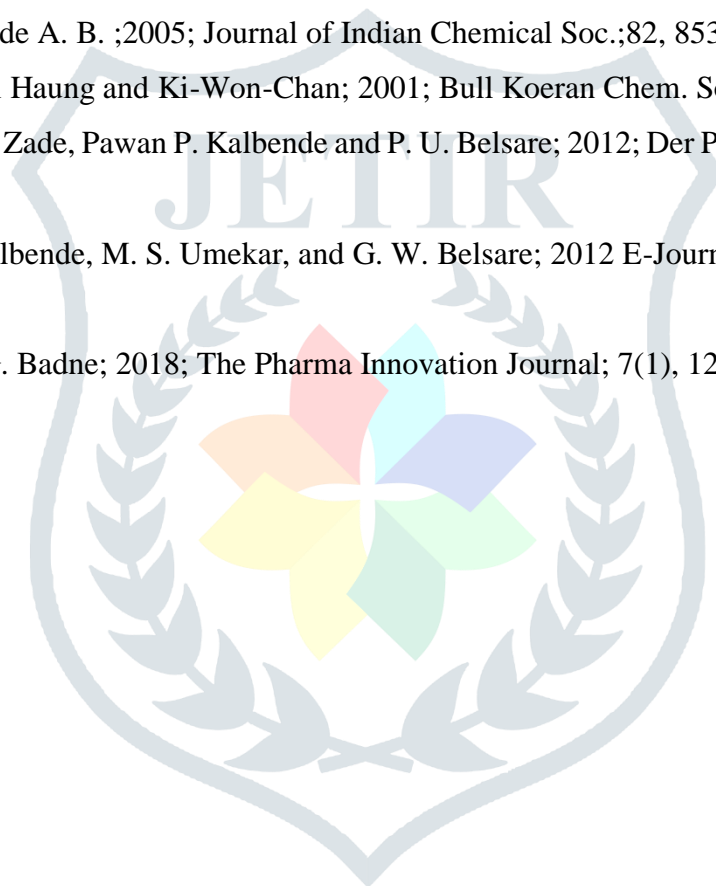 de A. B. ;2005; Journal of Indian Chemical Soc.;82, 853
Haung and Ki-Won-Chan; 2001; Bull Koeran Chem. So
Zade, Pawan P. Kalbende and P. U. Belsare; 2012; Der P
JETIR
lbende, M. S. Umekar, and G. W. Belsare; 2012 E-Journ
. Badne; 2018; The Pharma Innovation Journal; 7(1), 12